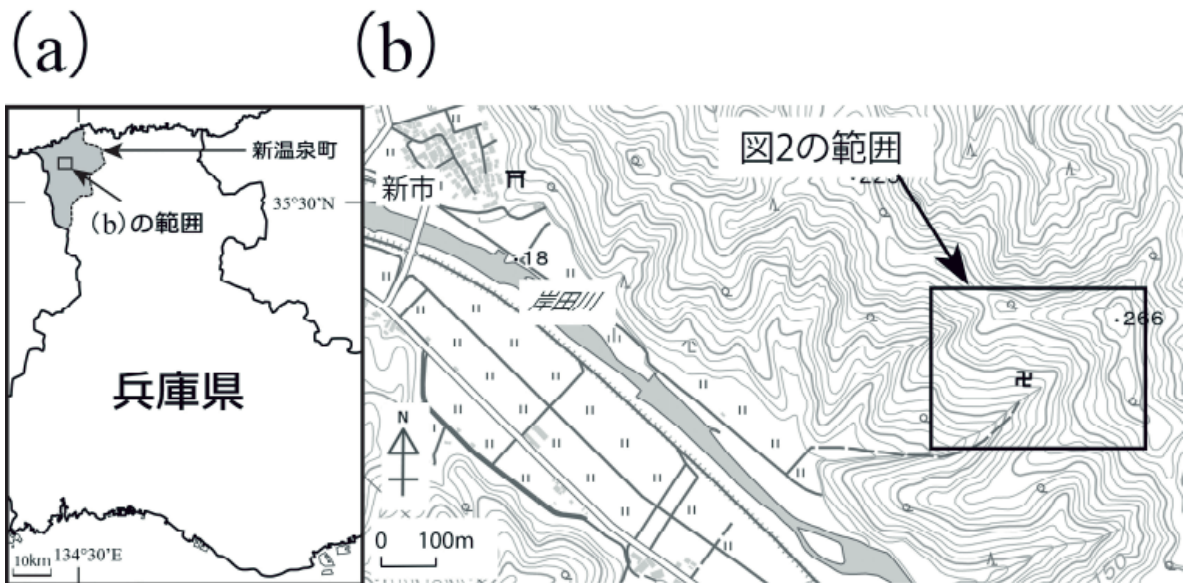 (a)
新温泉町
35°30'N
(b)の範囲
兵庫県
10km
134°30'E
(b)
図2の範囲
新市
·18
岸田川
·266
N
0 100m